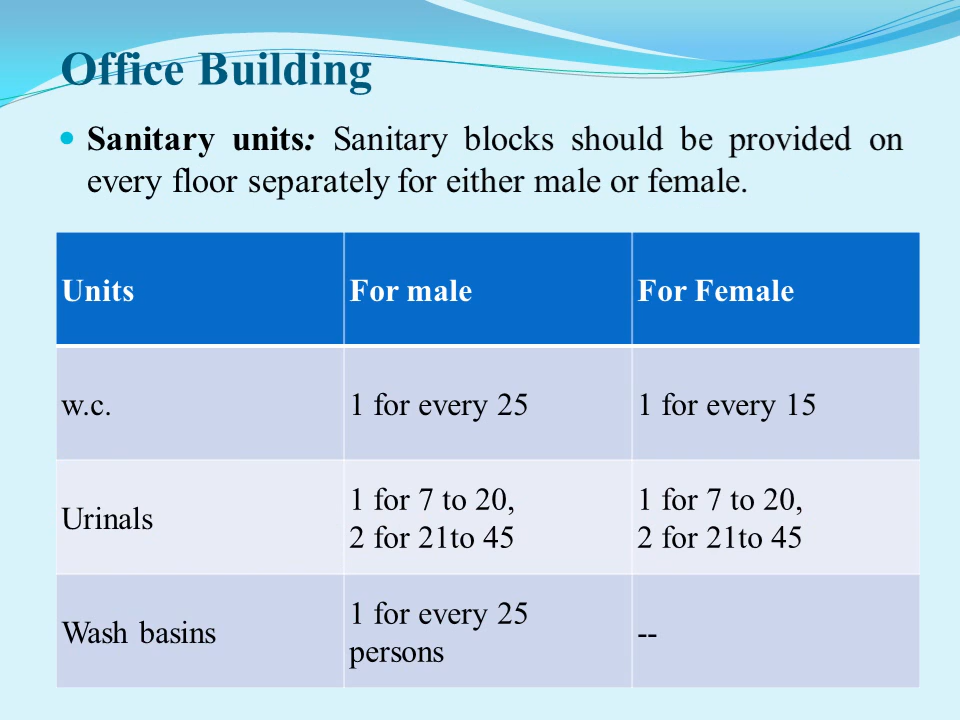 Office Building
Sanitary units: Sanitary blocks should be provided on
every floor separately for either male or female.
Units For male For Female
w.c. 1 for every 25 1 for every 15
Urinals
1 for 7 to 20,
2 for 21to 45
1 for 7 to 20,
2 for 21to 45
Wash basins
1 for every 25
persons
--